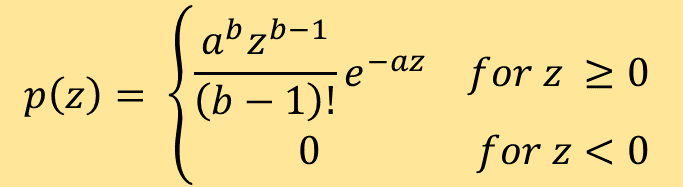 p(z) = { a^b z^{b−1} / (b − 1)! e^{−az} for z ≥ 0
0 for z < 0